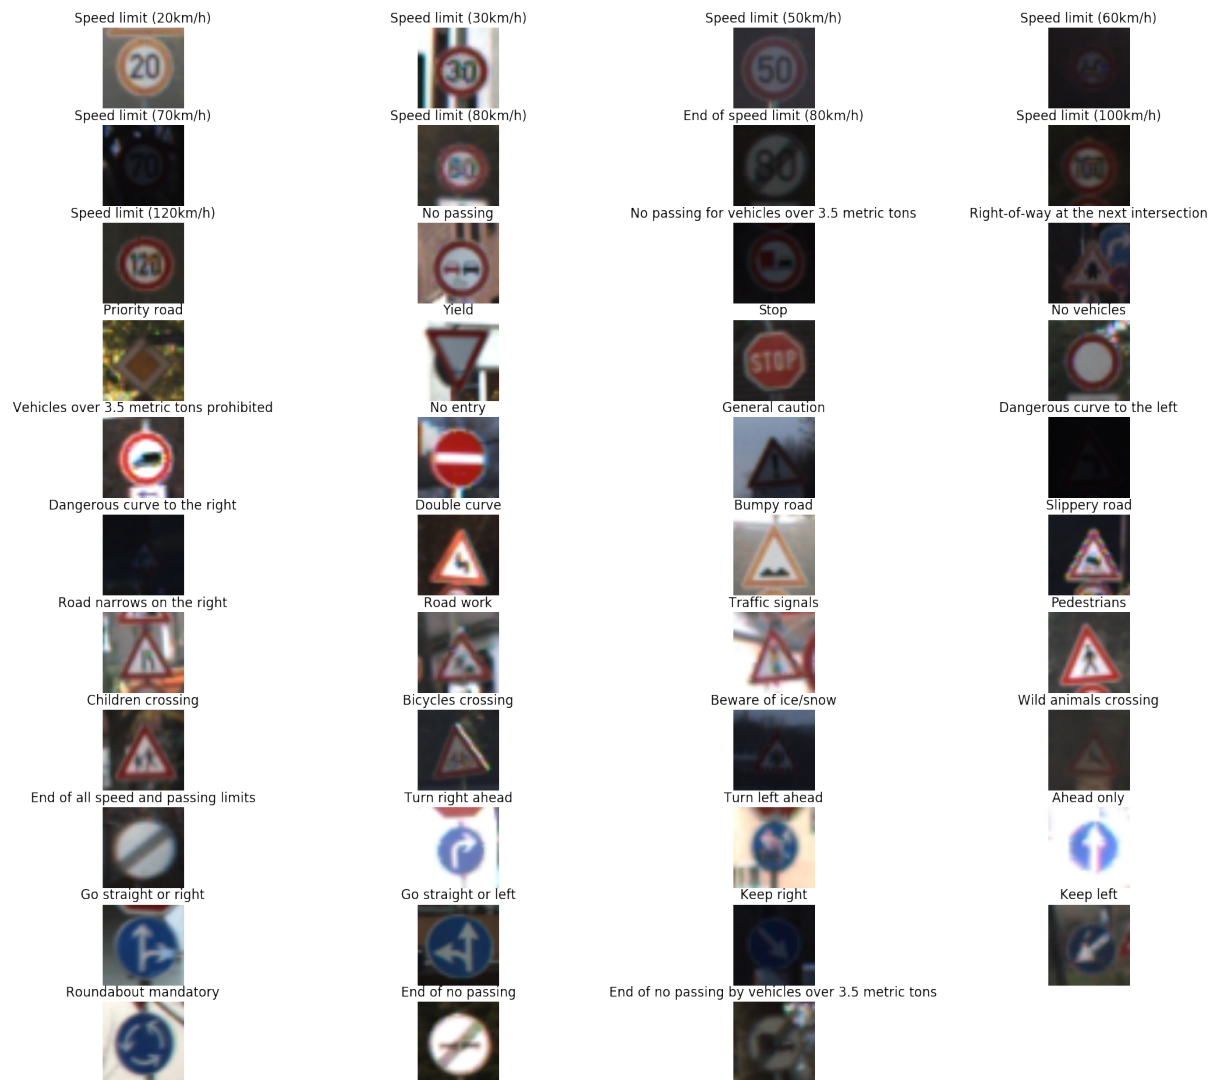 Speed limit (20km/h)
Speed limit (30km/h)
Speed limit (50km/h)
Speed limit (60km/h)
20
30
50
Speed limit (70km/h)
Speed limit (80km/h)
End of speed limit (80km/h)
Speed limit (100km/h)
70
80
80
100
Speed limit (120km/h)
No passing
No passing for vehicles over 3.5 metric tons
Right-of-way at the next intersection
120
Priority road
Yield
Stop
No vehicles
STOP
Vehicles over 3.5 metric tons prohibited
No entry
General caution
Dangerous curve to the left
Dangerous curve to the right
Double curve
Bumpy road
Slippery road
Road narrows on the right
Road work
Traffic signals
Pedestrians
Children crossing
Bicycles crossing
Beware of ice/snow
Wild animals crossing
End of all speed and passing limits
Turn right ahead
Turn left ahead
Ahead only
Go straight or right
Go straight or left
Keep right
Keep left
Roundabout mandatory
End of no passing
End of no passing by vehicles over 3.5 metric tons